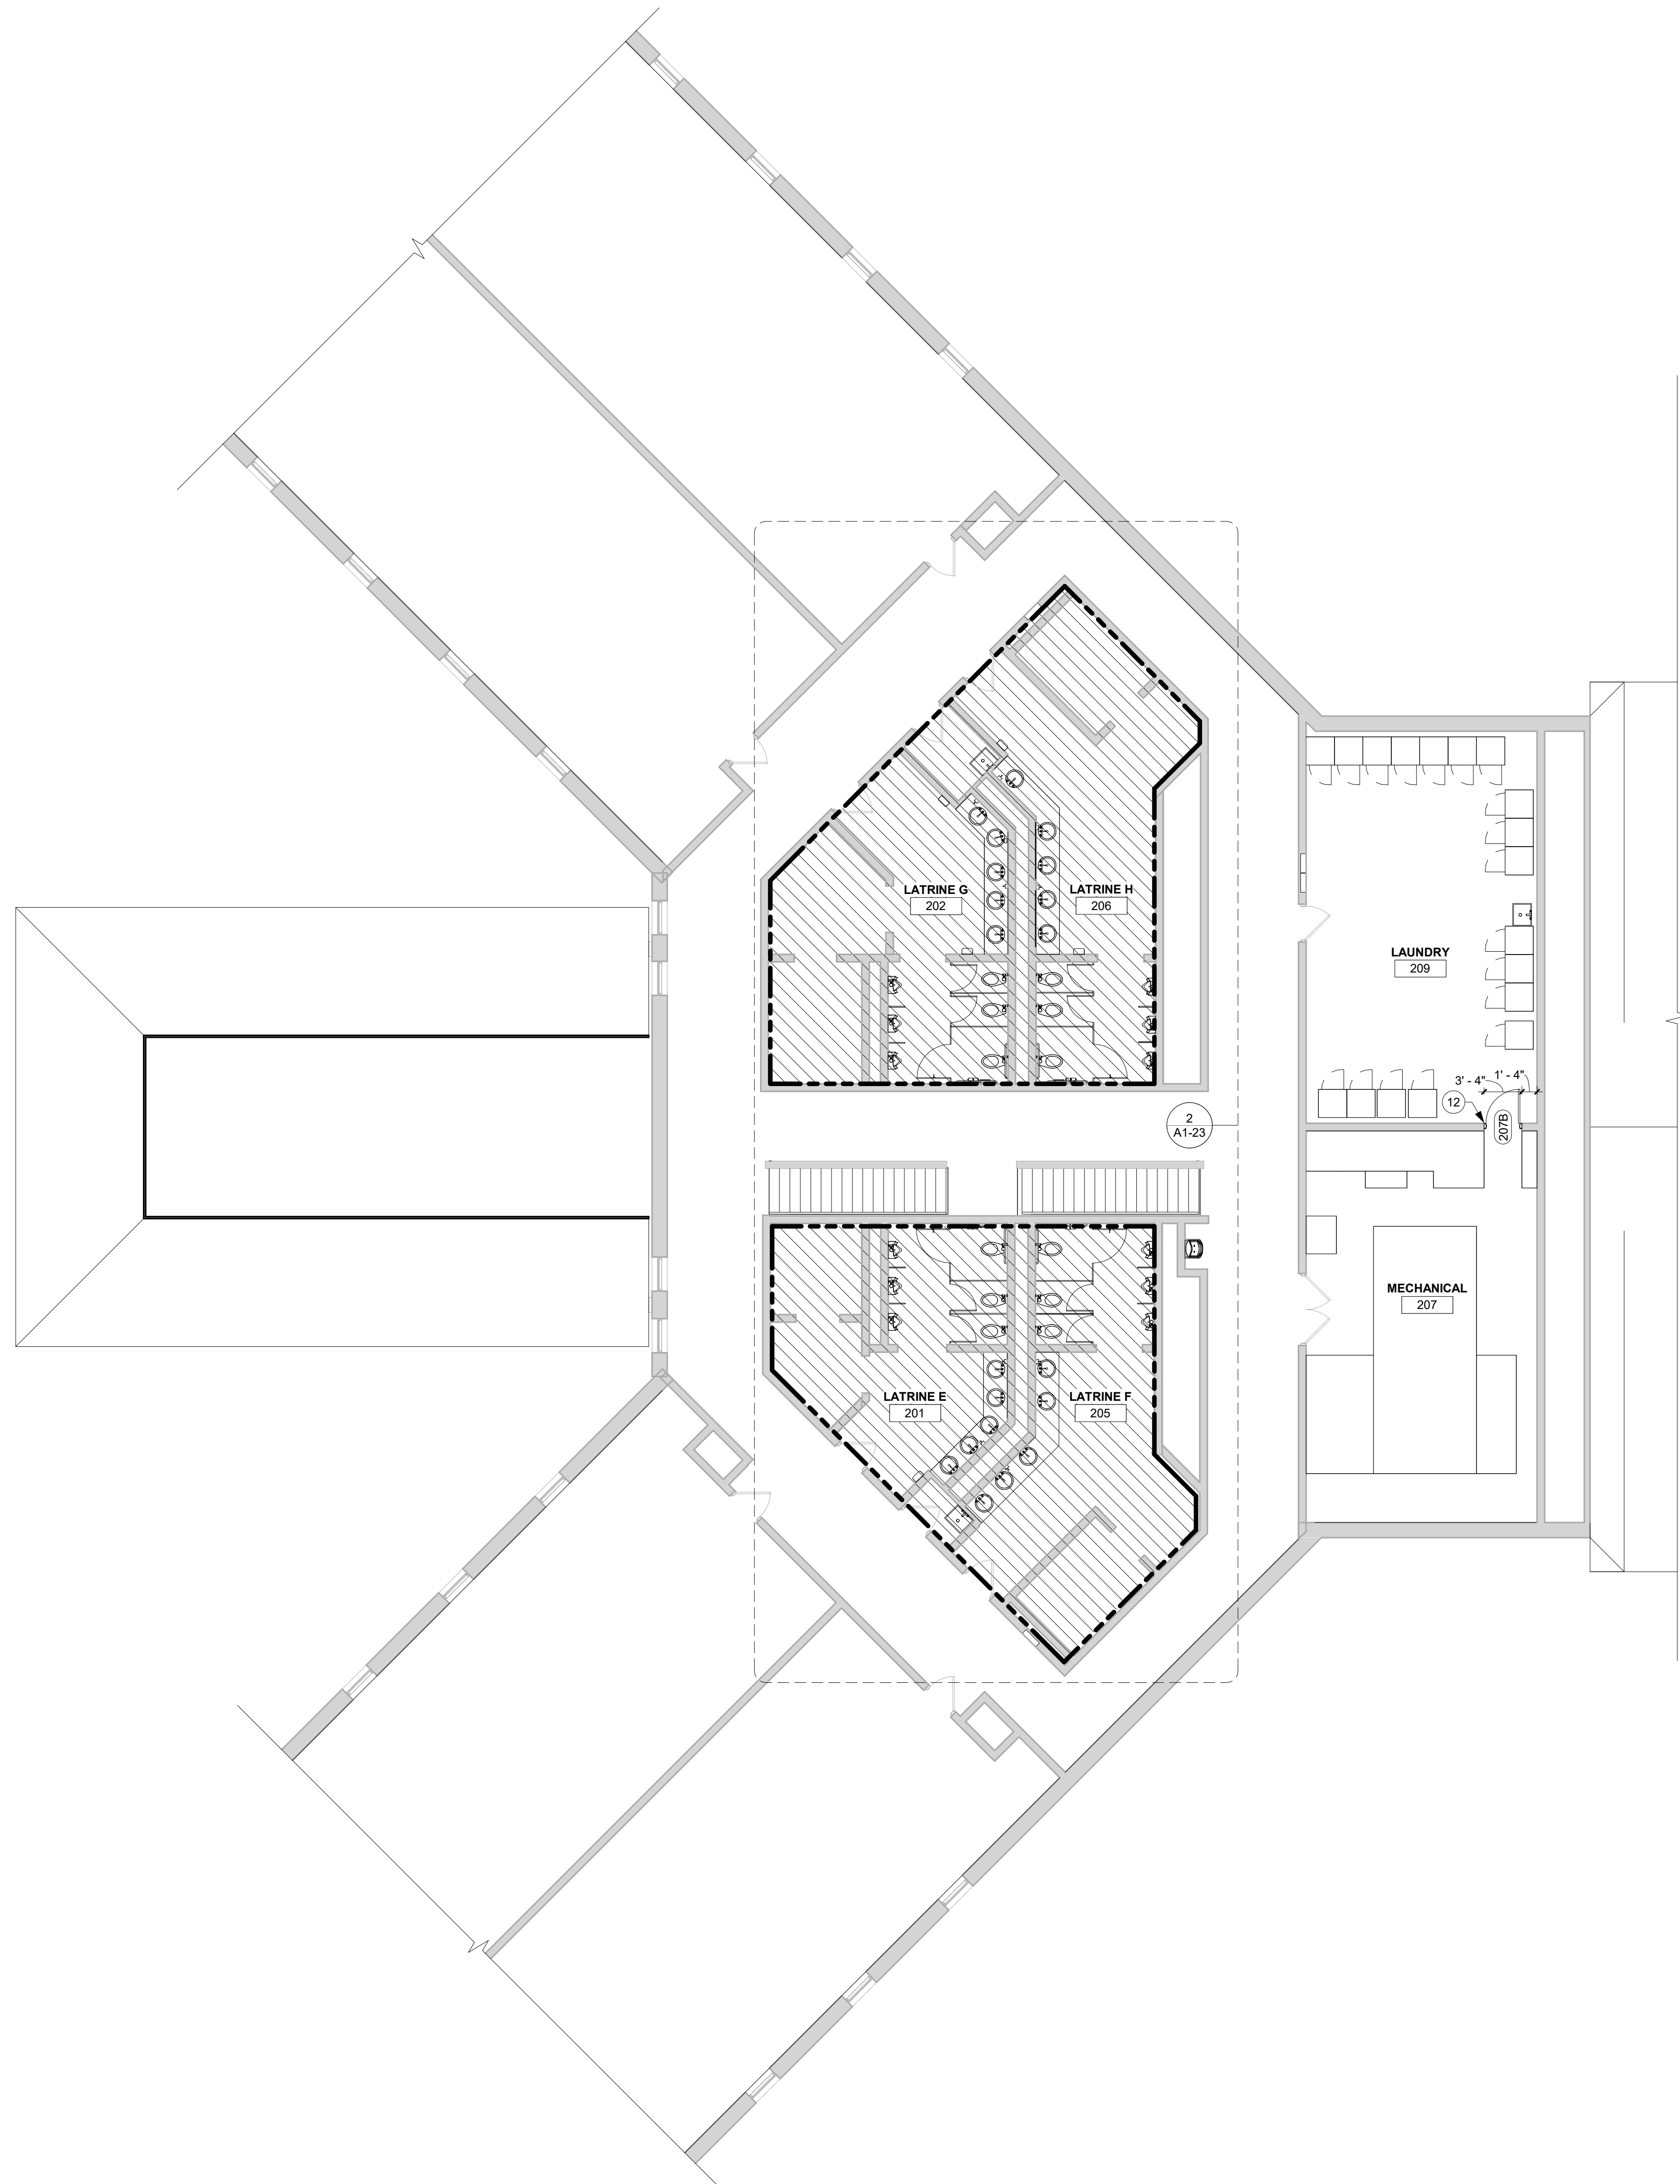 LATRINE G
202
LATRINE H
206
LAUNDRY
209
3' - 4"
1' - 4"
12
207B
2
A1-23
MECHANICAL
207
LATRINE E
201
LATRINE F
205